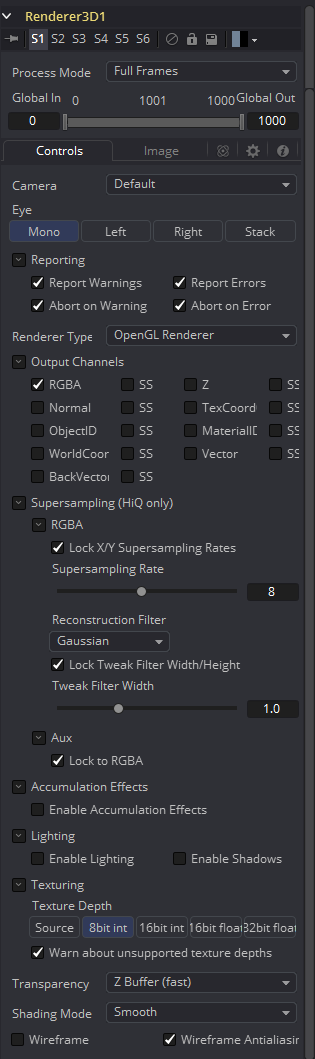 Renderer3D1
S1 S2 S3 S4 S5 S6
Process Mode Full Frames
Global In 0 1001 1000 Global Out
0 1000
Controls Image
Camera Default
Eye
Mono Left Right Stack
Reporting
Report Warnings Report Errors
Abort on Warning Abort on Error
Renderer Type OpenGL Renderer
Output Channels
RGBA SS Z SS
Normal SS TexCoord SS
ObjectID SS MaterialID SS
WorldCoor SS Vector SS
BackVector SS
Supersampling (HiQ only)
RGBA
Lock X/Y Supersampling Rates
Supersampling Rate
8
Reconstruction Filter
Gaussian
Lock Tweak Filter Width/Height
Tweak Filter Width
1.0
Aux
Lock to RGBA
Accumulation Effects
Enable Accumulation Effects
Lighting
Enable Lighting Enable Shadows
Texturing
Texture Depth
Source 8bit int 16bit int 16bit float 32bit float
Warn about unsupported texture depths
Transparency Z Buffer (fast)
Shading Mode Smooth
Wireframe Wireframe Antialiasin